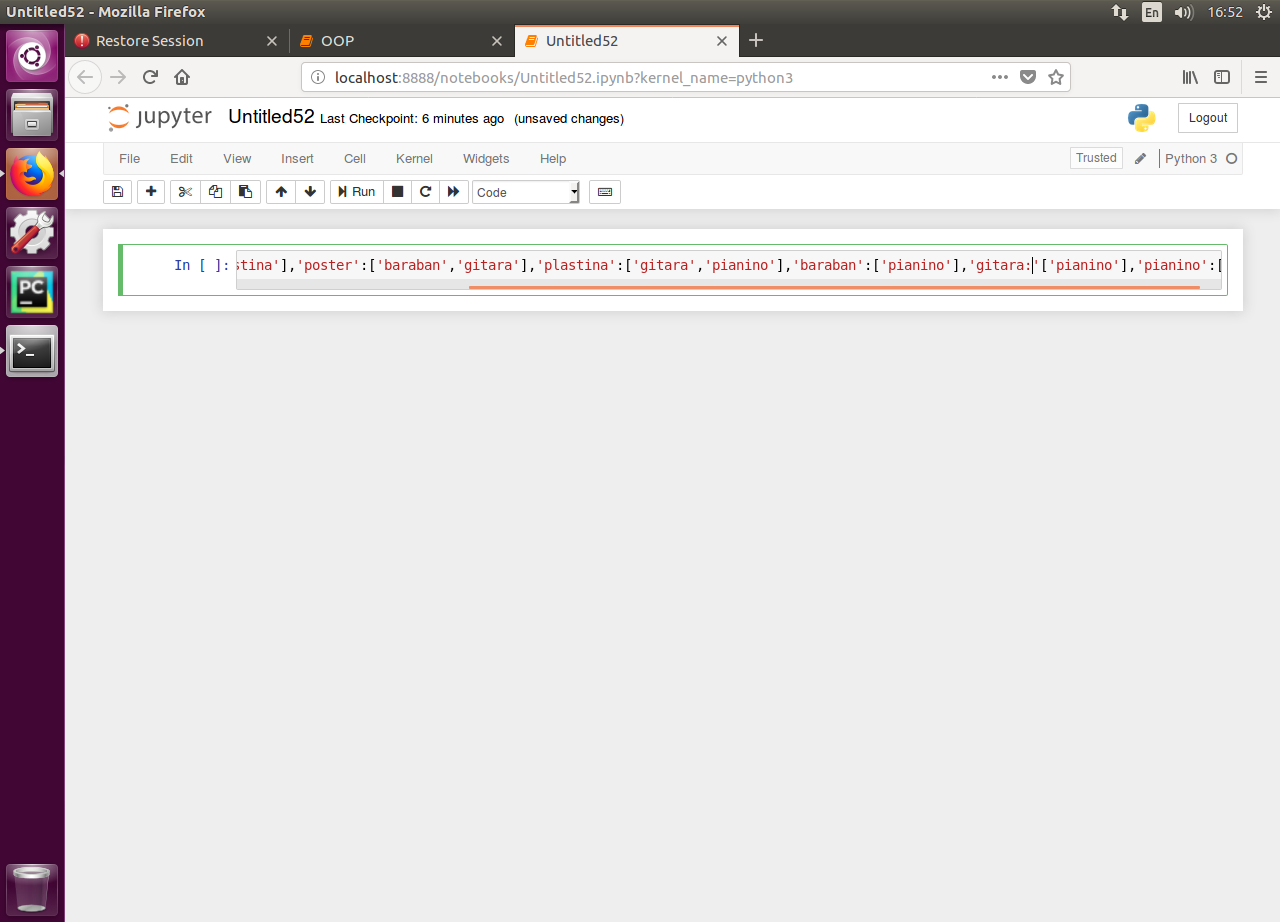 Untitled52 - Mozilla Firefox
En
16:52
Restore Session
OOP
Untitled52
localhost:8888/notebooks/Untitled52.ipynb?kernel_name=python3
jupyter
Untitled52 Last Checkpoint: 6 minutes ago (unsaved changes)
Logout
File Edit View Insert Cell Kernel Widgets Help
Trusted
Python 3
Run
Code
In [ ]:
stina'],'poster':['baraban','gitara'],'plastina':['gitara','pianino'],'baraban':['pianino'],'gitara:'['pianino'],'pianino':[
PC
>_